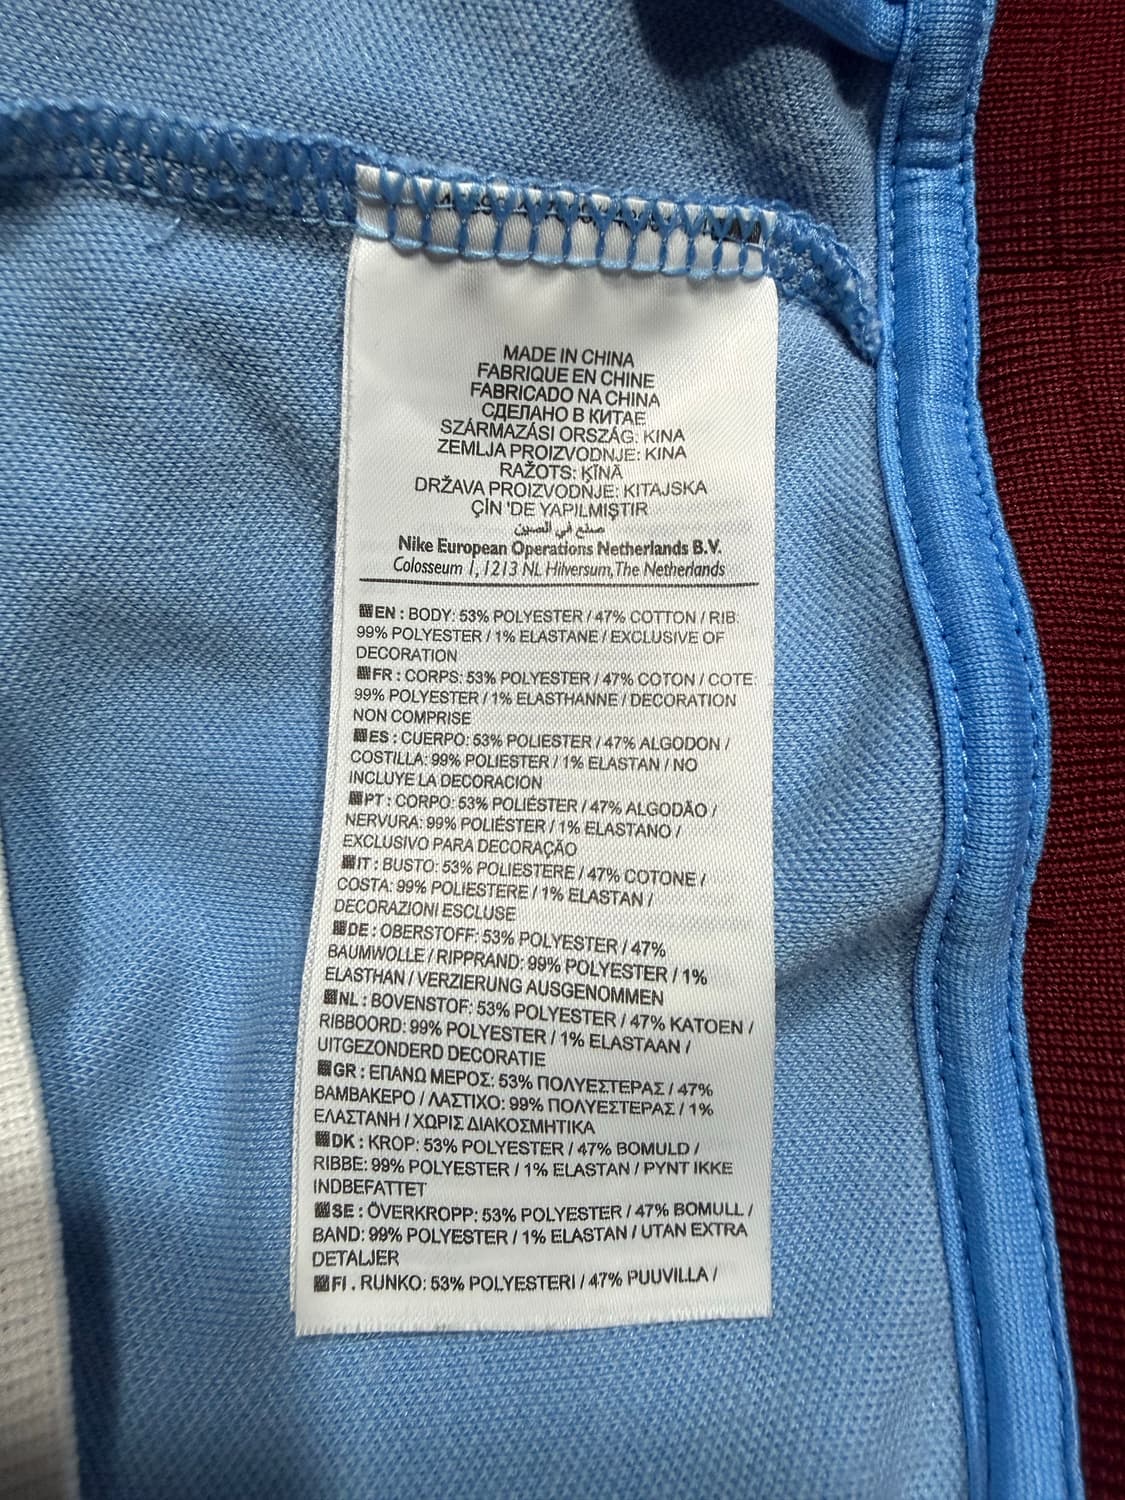 MADE IN CHINA
FABRIQUE EN CHINE
FABRICADO NA CHINA
СДЕЛАНО В КИТАЕ
SZÁRMAZÁSI ORSZÁG: KINA
ZEMLJA PROIZVODNJE: KINA
RAŽOTS: ĶĪNĀ
DRŽAVA PROIZVODNJE: KITAJSKA
ÇİN 'DE YAPILMIŞTIR
صنع في الصين
Nike European Operations Netherlands B.V.
Colosseum 1, 1213 NL Hilversum, The Netherlands
EN : BODY: 53% POLYESTER / 47% COTTON / RIB:
99% POLYESTER / 1% ELASTANE / EXCLUSIVE OF
DECORATION
FR : CORPS: 53% POLYESTER / 47% COTON / COTE:
99% POLYESTER / 1% ELASTHANNE / DECORATION
NON COMPRISE
ES : CUERPO: 53% POLIESTER / 47% ALGODON /
COSTILLA: 99% POLIESTER / 1% ELASTAN / NO
INCLUYE LA DECORACION
PT : CORPO: 53% POLIÉSTER / 47% ALGODÃO /
NERVURA: 99% POLIÉSTER / 1% ELASTANO /
EXCLUSIVO PARA DECORAÇÃO
IT : BUSTO: 53% POLIESTERE / 47% COTONE /
COSTA: 99% POLIESTERE / 1% ELASTAN /
DECORAZIONI ESCLUSE
DE : OBERSTOFF: 53% POLYESTER / 47%
BAUMWOLLE / RIPPRAND: 99% POLYESTER / 1%
ELASTHAN / VERZIERUNG AUSGENOMMEN
NL : BOVENSTOF: 53% POLYESTER / 47% KATOEN /
RIBBOORD: 99% POLYESTER / 1% ELASTAAN /
UITGEZONDERD DECORATIE
GR : ΕΠΑΝΩ ΜΕΡΟΣ: 53% ΠΟΛΥΕΣΤΕΡΑΣ / 47%
ΒΑΜΒΑΚΕΡΟ / ΛΑΣΤΙΧΟ: 99% ΠΟΛΥΕΣΤΕΡΑΣ / 1%
ΕΛΑΣΤΑΝΗ / ΧΩΡΙΣ ΔΙΑΚΟΣΜΗΤΙΚΑ
DK : KROP: 53% POLYESTER / 47% BOMULD /
RIBBE: 99% POLYESTER / 1% ELASTAN / PYNT IKKE
INDBEFATTET
SE : ÖVERKROPP: 53% POLYESTER / 47% BOMULL /
BAND: 99% POLYESTER / 1% ELASTAN / UTAN EXTRA
DETALJER
FI . RUNKO: 53% POLYESTERI / 47% PUUVILLA /